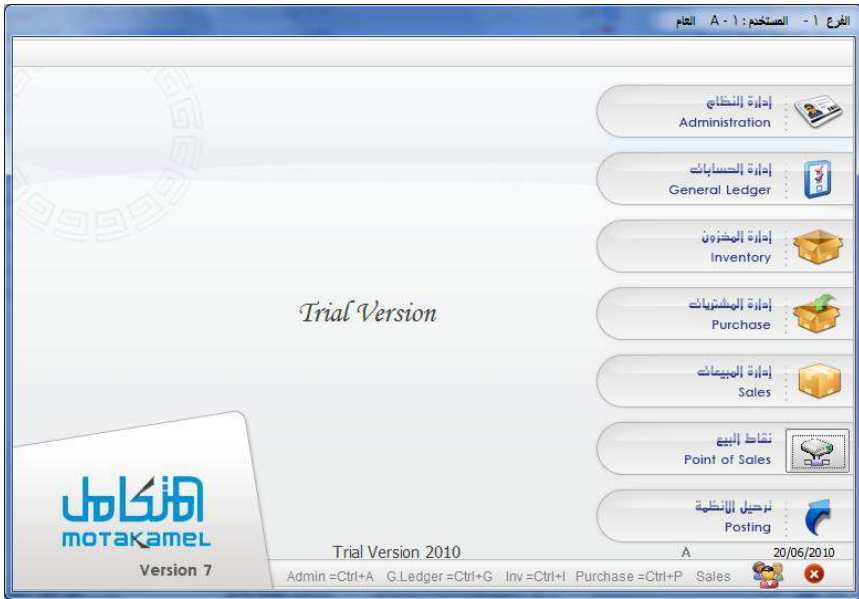 الفرع ١ - المستخدم : ١ - A العام
إدارة النظام
Administration
إدارة الحسابات
General Ledger
إدارة المخزون
Inventory
إدارة المشتريات
Purchase
Trial Version
إدارة المبيعات
Sales
نقاط البيع
Point of Sales
ترحيل الانظمة
Posting
المتكامل
MOTAKAMEL
Version 7
Trial Version 2010 A 20/06/2010
Admin =Ctrl+A G.Ledger =Ctrl+G Inv =Ctrl+I Purchase =Ctrl+P Sales